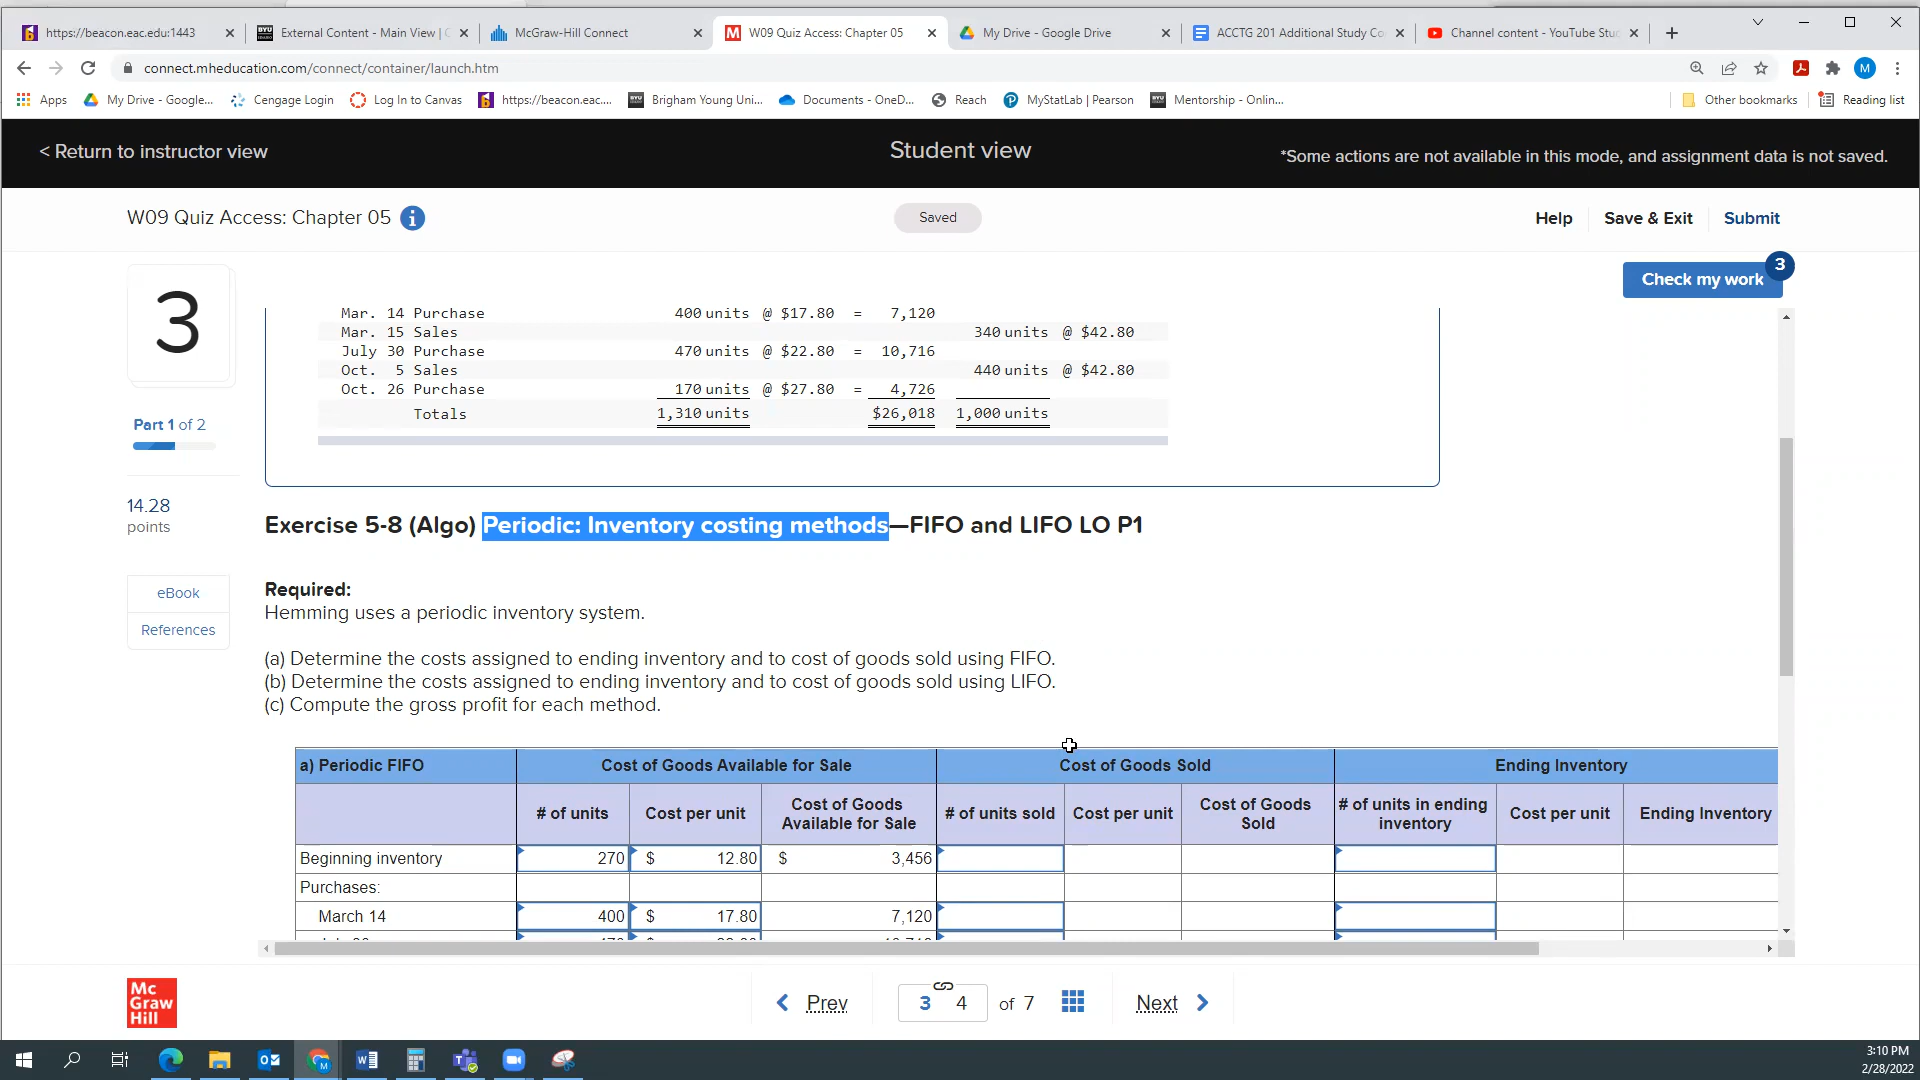 https://beacon.eac.edu:1443
External Content - Main View |
McGraw-Hill Connect
W09 Quiz Access: Chapter 05
My Drive - Google Drive
ACCTG 201 Additional Study Co
Channel content - YouTube Stu
connect.mheducation.com/connect/container/launch.htm
M
Apps
My Drive - Google...
Cengage Login
Log In to Canvas
https://beacon.eac....
Brigham Young Uni...
Documents - OneD...
Reach
MyStatLab | Pearson
Mentorship - Onlin...
Other bookmarks
Reading list
< Return to instructor view
Student view
*Some actions are not available in this mode, and assignment data is not saved.
W09 Quiz Access: Chapter 05
Saved
Help
Save & Exit
Submit
3
Check my work
3
Part 1 of 2
14.28
points
eBook
References
Mar. 14 Purchase 400 units @ $17.80 = 7,120
Mar. 15 Sales 340 units @ $42.80
July 30 Purchase 470 units @ $22.80 = 10,716
Oct. 5 Sales 440 units @ $42.80
Oct. 26 Purchase 170 units @ $27.80 = 4,726
Totals 1,310 units $26,018 1,000 units
Exercise 5-8 (Algo) Periodic: Inventory costing methods—FIFO and LIFO LO P1
Required:
Hemming uses a periodic inventory system.
(a) Determine the costs assigned to ending inventory and to cost of goods sold using FIFO.
(b) Determine the costs assigned to ending inventory and to cost of goods sold using LIFO.
(c) Compute the gross profit for each method.
a) Periodic FIFO Cost of Goods Available for Sale Cost of Goods Sold Ending Inventory
# of units Cost per unit Cost of Goods Available for Sale # of units sold Cost per unit Cost of Goods Sold # of units in ending inventory Cost per unit Ending Inventory
Beginning inventory 270 $ 12.80 $ 3,456
Purchases:
March 14 400 $ 17.80 7,120
Mc
Graw
Hill
Prev
3 4 of 7
Next
3:10 PM
2/28/2022